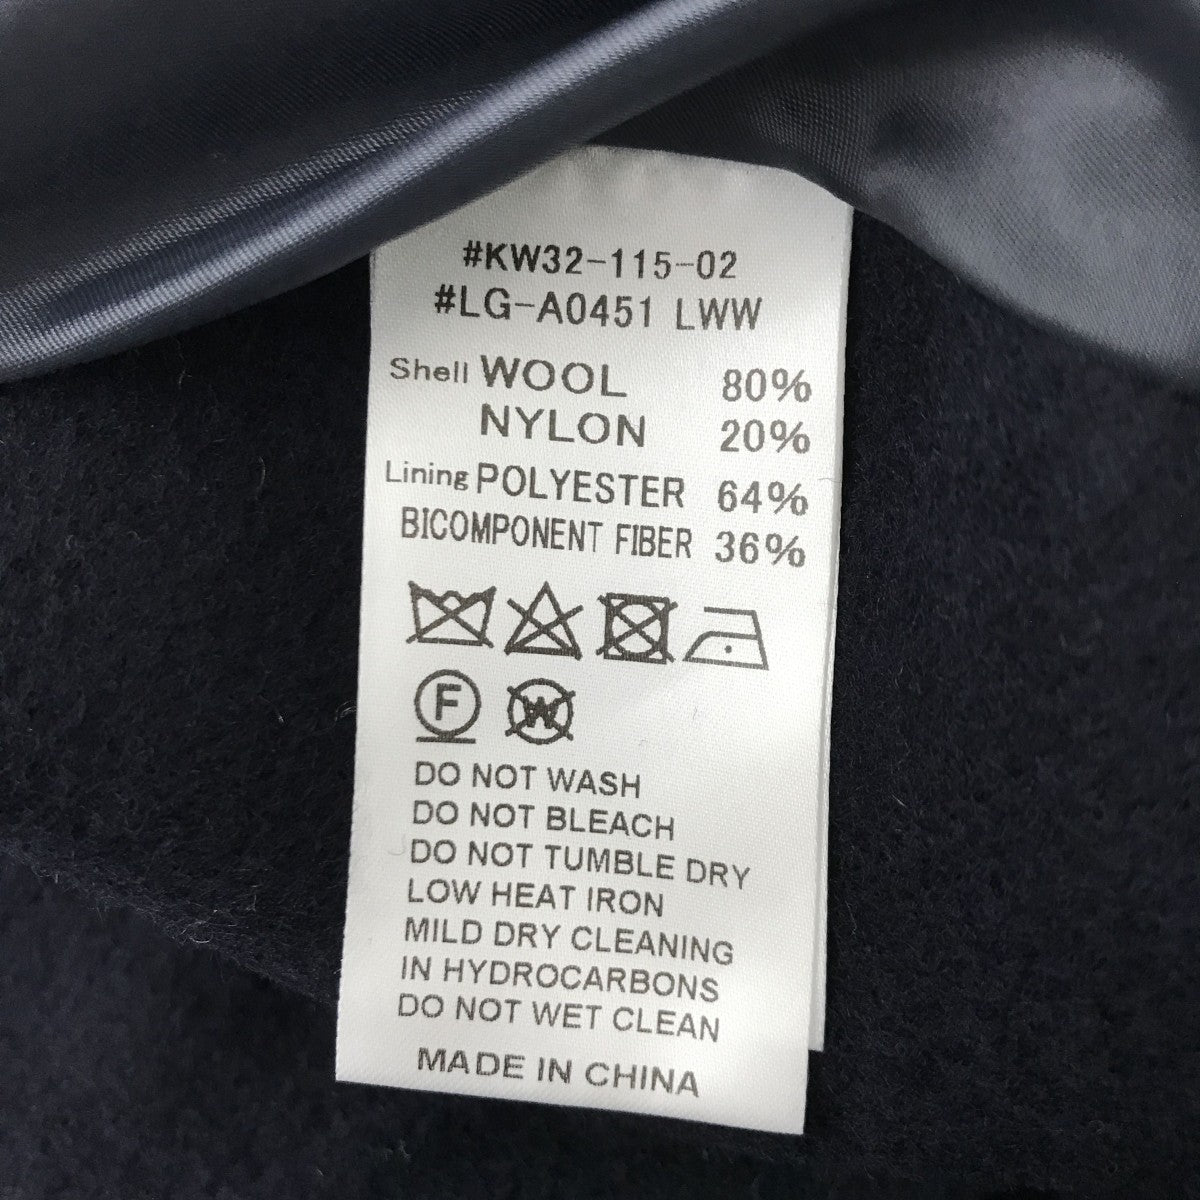 #KW32-115-02
#LG-A0451 LWW
Shell WOOL 80%
NYLON 20%
Lining POLYESTER 64%
BICOMPONENT FIBER 36%
F W
DO NOT WASH
DO NOT BLEACH
DO NOT TUMBLE DRY
LOW HEAT IRON
MILD DRY CLEANING
IN HYDROCARBONS
DO NOT WET CLEAN
MADE IN CHINA